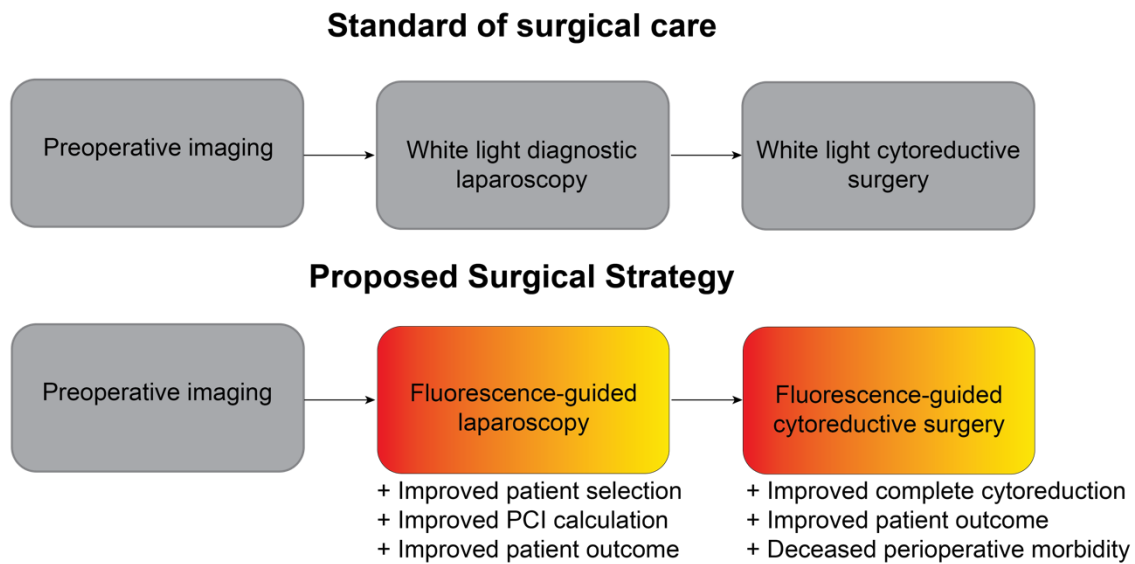 Standard of surgical care
Preoperative imaging
White light diagnostic
laparoscopy
White light cytoreductive
surgery
Proposed Surgical Strategy
Preoperative imaging
Fluorescence-guided
laparoscopy
Fluorescence-guided
cytoreductive surgery
+ Improved patient selection
+ Improved PCI calculation
+ Improved patient outcome
+ Improved complete cytoreduction
+ Improved patient outcome
+ Deceased perioperative morbidity